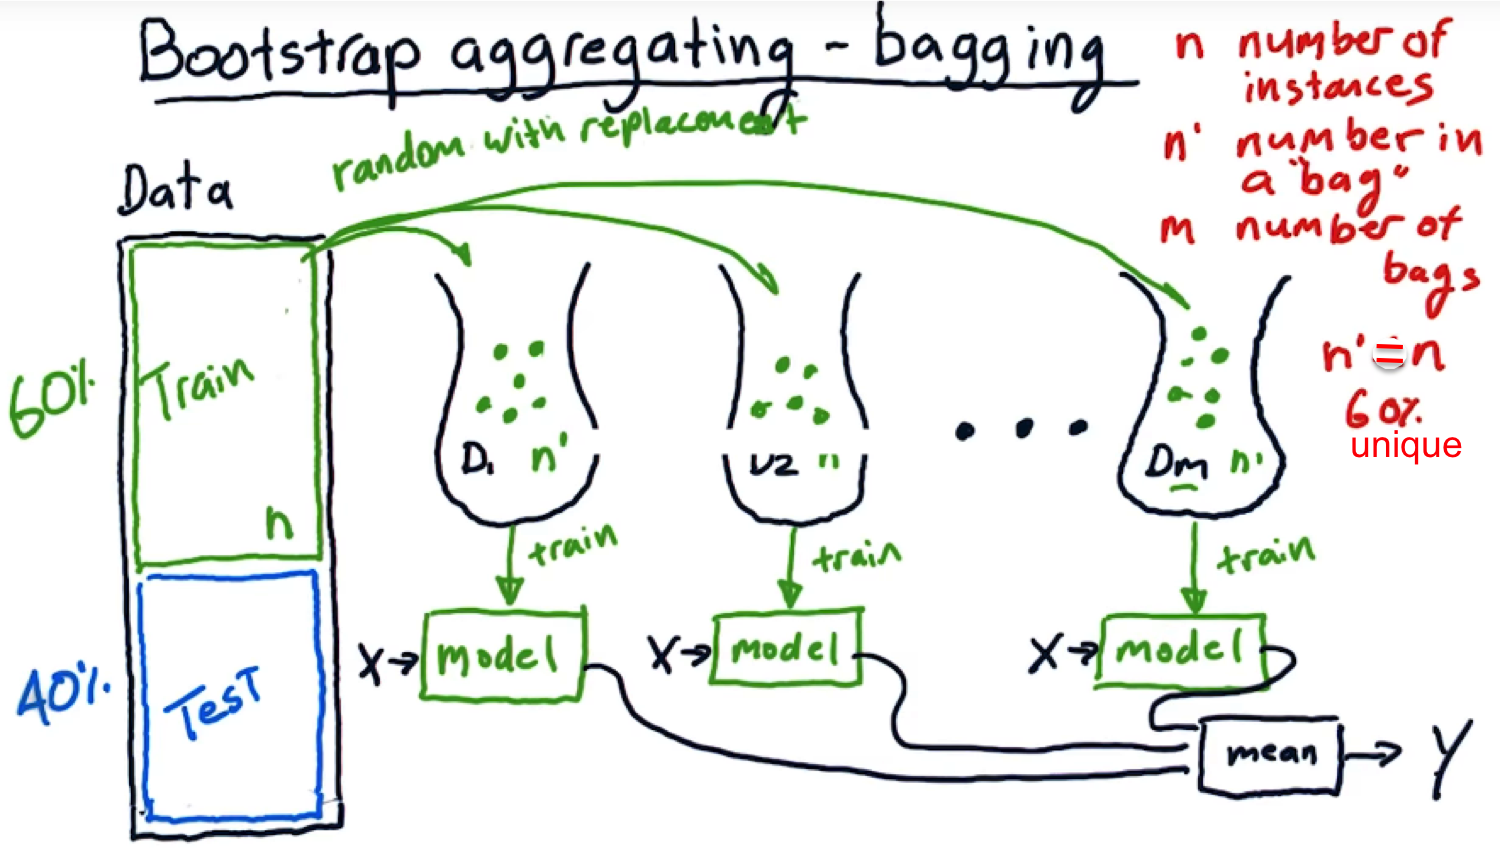 Bootstrap aggregating - bagging
random with replacement
n number of
instances
n' number in
a "bag"
m number of
bags
n' = n
60%
unique
Data
60%
Train
n
40%
Test
D1 n'
D2 n'
• • •
Dm n'
train
train
train
X→ model
X→ model
X→ model
mean → Y